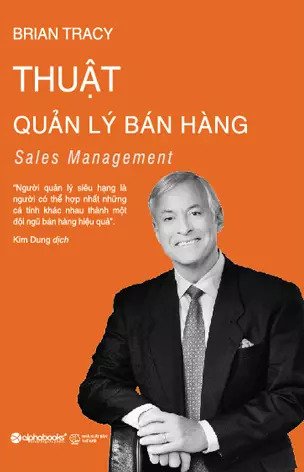 BRIAN TRACY
THUẬT
QUẢN LÝ BÁN HÀNG
Sales Management
"Người quản lý siêu hạng là
người có thể hợp nhất những
cá tính khác nhau thành một
đội ngũ bán hàng hiệu quả".
Kim Dung dịch
alphabooks